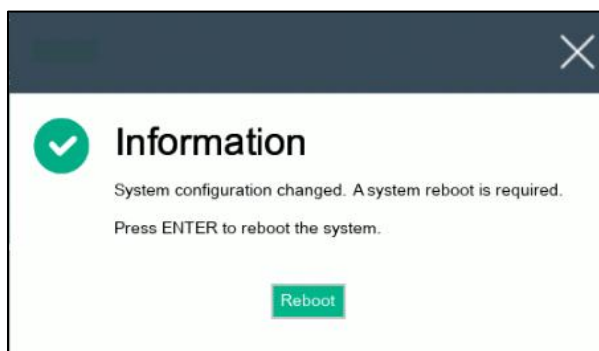 Information
System configuration changed. A system reboot is required.
Press ENTER to reboot the system.
Reboot